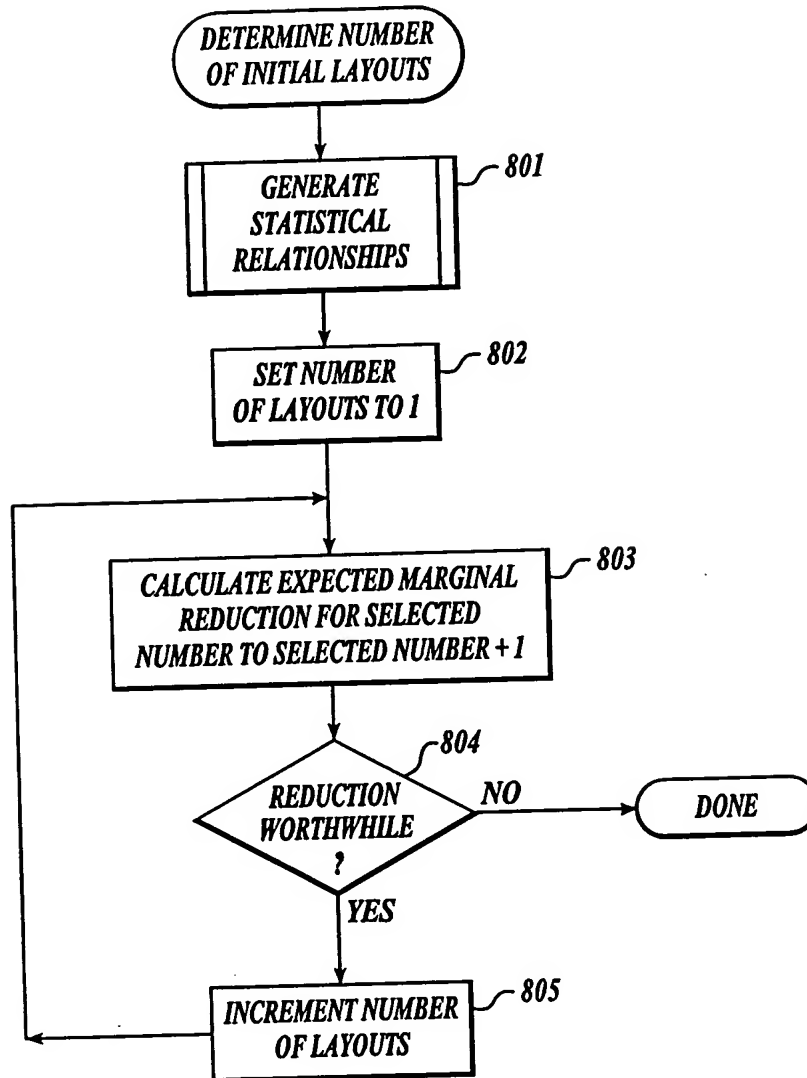 DETERMINE NUMBER
OF INITIAL LAYOUTS
801
GENERATE
STATISTICAL
RELATIONSHIPS
802
SET NUMBER
OF LAYOUTS TO 1
803
CALCULATE EXPECTED MARGINAL
REDUCTION FOR SELECTED
NUMBER TO SELECTED NUMBER + 1
804
REDUCTION
WORTHWHILE
?
NO
DONE
YES
805
INCREMENT NUMBER
OF LAYOUTS